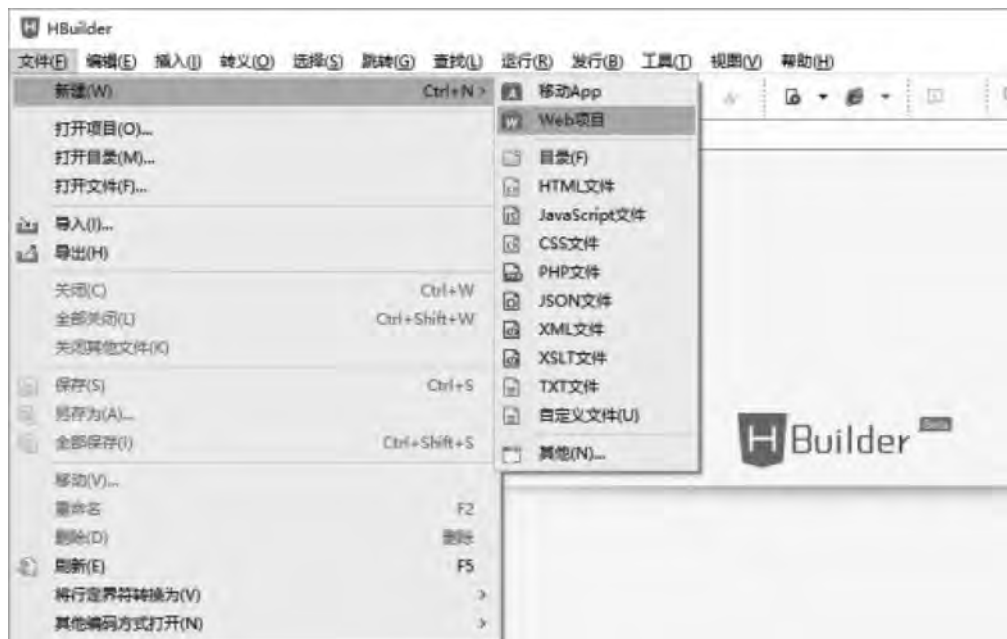 HBuilder
文件(F) 编辑(E) 插入(I) 转义(O) 选择(S) 跳转(G) 查找(L) 运行(R) 发行(B) 工具(T) 视图(V) 帮助(H)
新建(W) Ctrl+N >
打开项目(O)...
打开目录(M)...
打开文件(F)...
导入(I)...
导出(H)
关闭(C) Ctrl+W
全部关闭(L) Ctrl+Shift+W
关闭其他文件(K)
保存(S) Ctrl+S
另存为(A)...
全部保存(I) Ctrl+Shift+S
移动(V)...
重命名 F2
删除(D) 删除
刷新(E) F5
将行定界符转换为(V) >
其他编码方式打开(N) >
移动App
Web项目
目录(F)
HTML文件
JavaScript文件
CSS文件
PHP文件
JSON文件
XML文件
XSLT文件
TXT文件
自定义文件(U)
其他(N)...
H Builder Beta